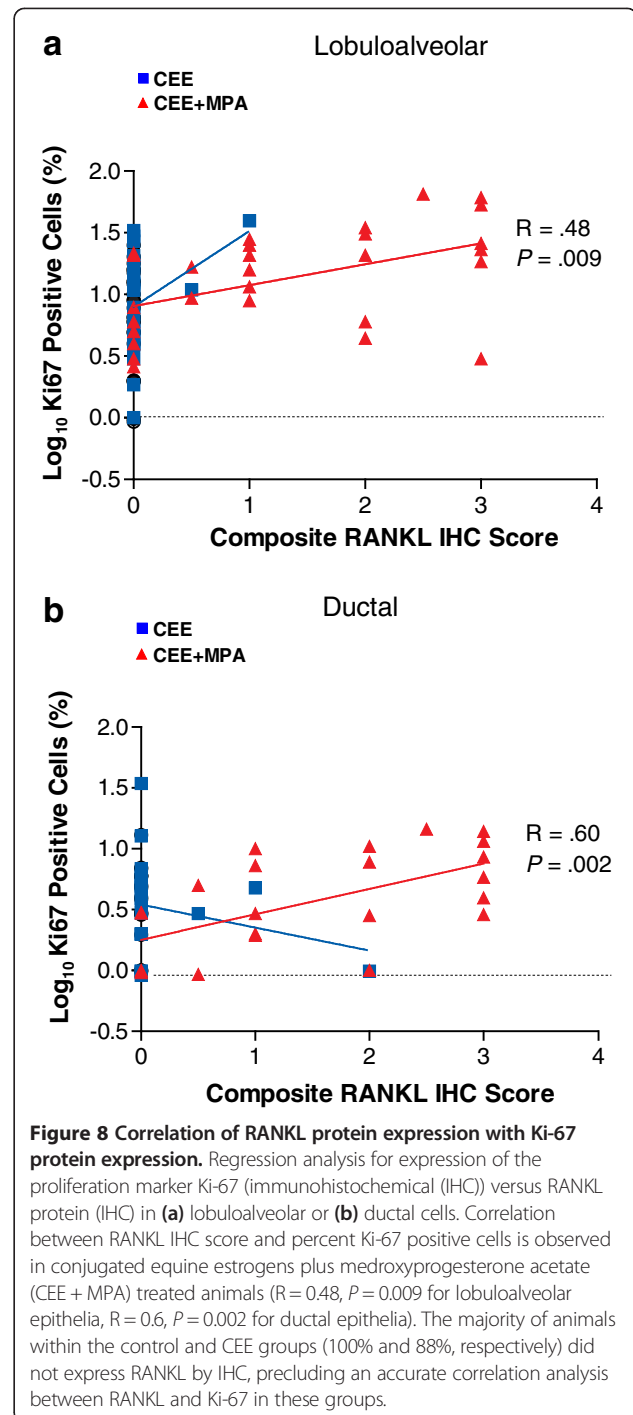 a Lobuloalveolar
CEE
CEE+MPA
Log10 Ki67 Positive Cells (%)
2.0
1.5
1.0
0.5
0.0
-0.5
R = .48
P = .009
0 1 2 3 4
Composite RANKL IHC Score
b Ductal
CEE
CEE+MPA
Log10 Ki67 Positive Cells (%)
2.0
1.5
1.0
0.5
0.0
-0.5
R = .60
P = .002
0 1 2 3 4
Composite RANKL IHC Score
Figure 8 Correlation of RANKL protein expression with Ki-67
protein expression. Regression analysis for expression of the
proliferation marker Ki-67 (immunohistochemical (IHC)) versus RANKL
protein (IHC) in (a) lobuloalveolar or (b) ductal cells. Correlation
between RANKL IHC score and percent Ki-67 positive cells is observed
in conjugated equine estrogens plus medroxyprogesterone acetate
(CEE + MPA) treated animals (R = 0.48, P = 0.009 for lobuloalveolar
epithelia, R = 0.6, P = 0.002 for ductal epithelia). The majority of animals
within the control and CEE groups (100% and 88%, respectively) did
not express RANKL by IHC, precluding an accurate correlation analysis
between RANKL and Ki-67 in these groups.